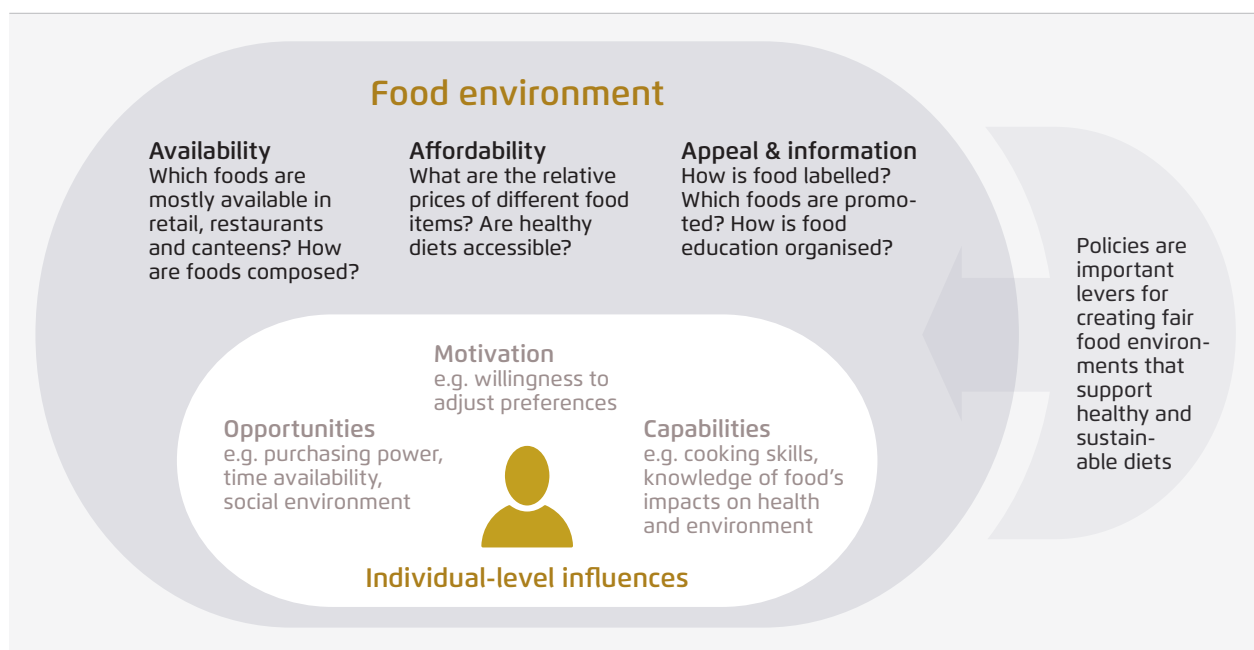 Food environment
Availability
Which foods are
mostly available in
retail, restaurants
and canteens? How
are foods composed?
Affordability
What are the relative
prices of different food
items? Are healthy
diets accessible?
Appeal & information
How is food labelled?
Which foods are promo-
ted? How is food
education organised?
Motivation
e.g. willingness to
adjust preferences
Opportunities
e.g. purchasing power,
time availability,
social environment
Capabilities
e.g. cooking skills,
knowledge of food’s
impacts on health
and environment
Individual-level influences
Policies are
important
levers for
creating fair
food environ-
ments that
support
healthy and
sustain-
able diets